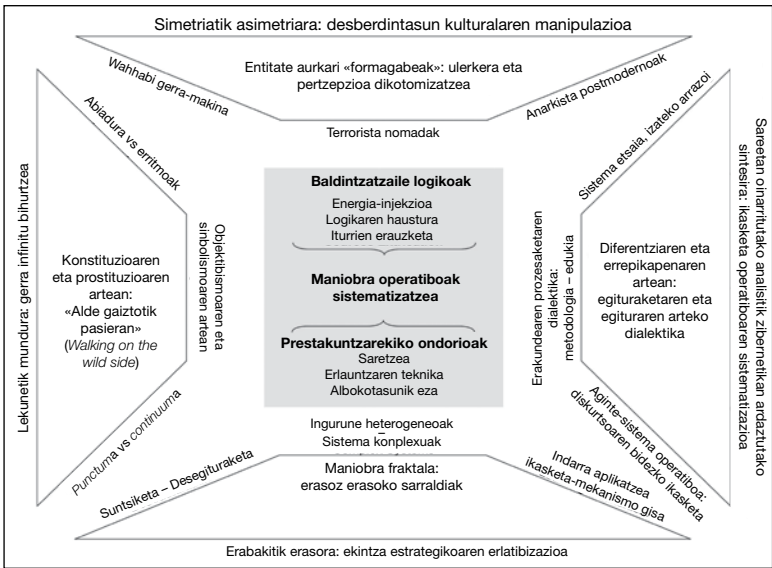 Simetriatik asimetriara: desberdintasun kulturalaren manipulazioa
Wahhabi gerra-makina
Entitate aurkari «formagabeak»: ulerkera eta
pertzepzioa dikotomizatzea
Anarkista postmodernoak
Terrorista nomadak
Lekunetik mundura: gerra infinitu bihurtzea
Abiadura vs erritmoak
Konstituzioaren
eta prostituzioaren
artean:
«Alde gaiztotik
pasieran»
(Walking on the
wild side)
Objektibismoaren eta
sinbolismoaren artean
Punctuma vs continuuma
Baldintzatzaile logikoak
Energia-injekzioa
Logikaren haustura
Iturrien erauzketa
Maniobra operatiboak
sistematizatzea
Prestakuntzarekiko ondorioak
Saretzea
Erlauntzaren teknika
Albokotasunik eza
Erakundearen prozesaketaren
dialektika:
metodologia – edukia
Sistema etsaia, izateko arrazoi
Diferentziaren eta
errepikapenaren
artean:
egituraketaren eta
egituraren arteko
dialektika
Aginte-sistema operatiboa:
diskurtsoaren bidezko ikasketa
Sareetan oinarritutako analisitik zibernetikan ardaztutako
sintesira: ikasketa operatiboaren sistematizazioa
Ingurune heterogeneoak
Sistema konplexuak
Suntsiketa – Desegituraketa
Maniobra fraktala:
erasoz erasoko sarraldiak
Indarra aplikatzea
ikasketa-mekanismo gisa
Erabakitik erasora: ekintza estrategikoaren erlatibizazioa